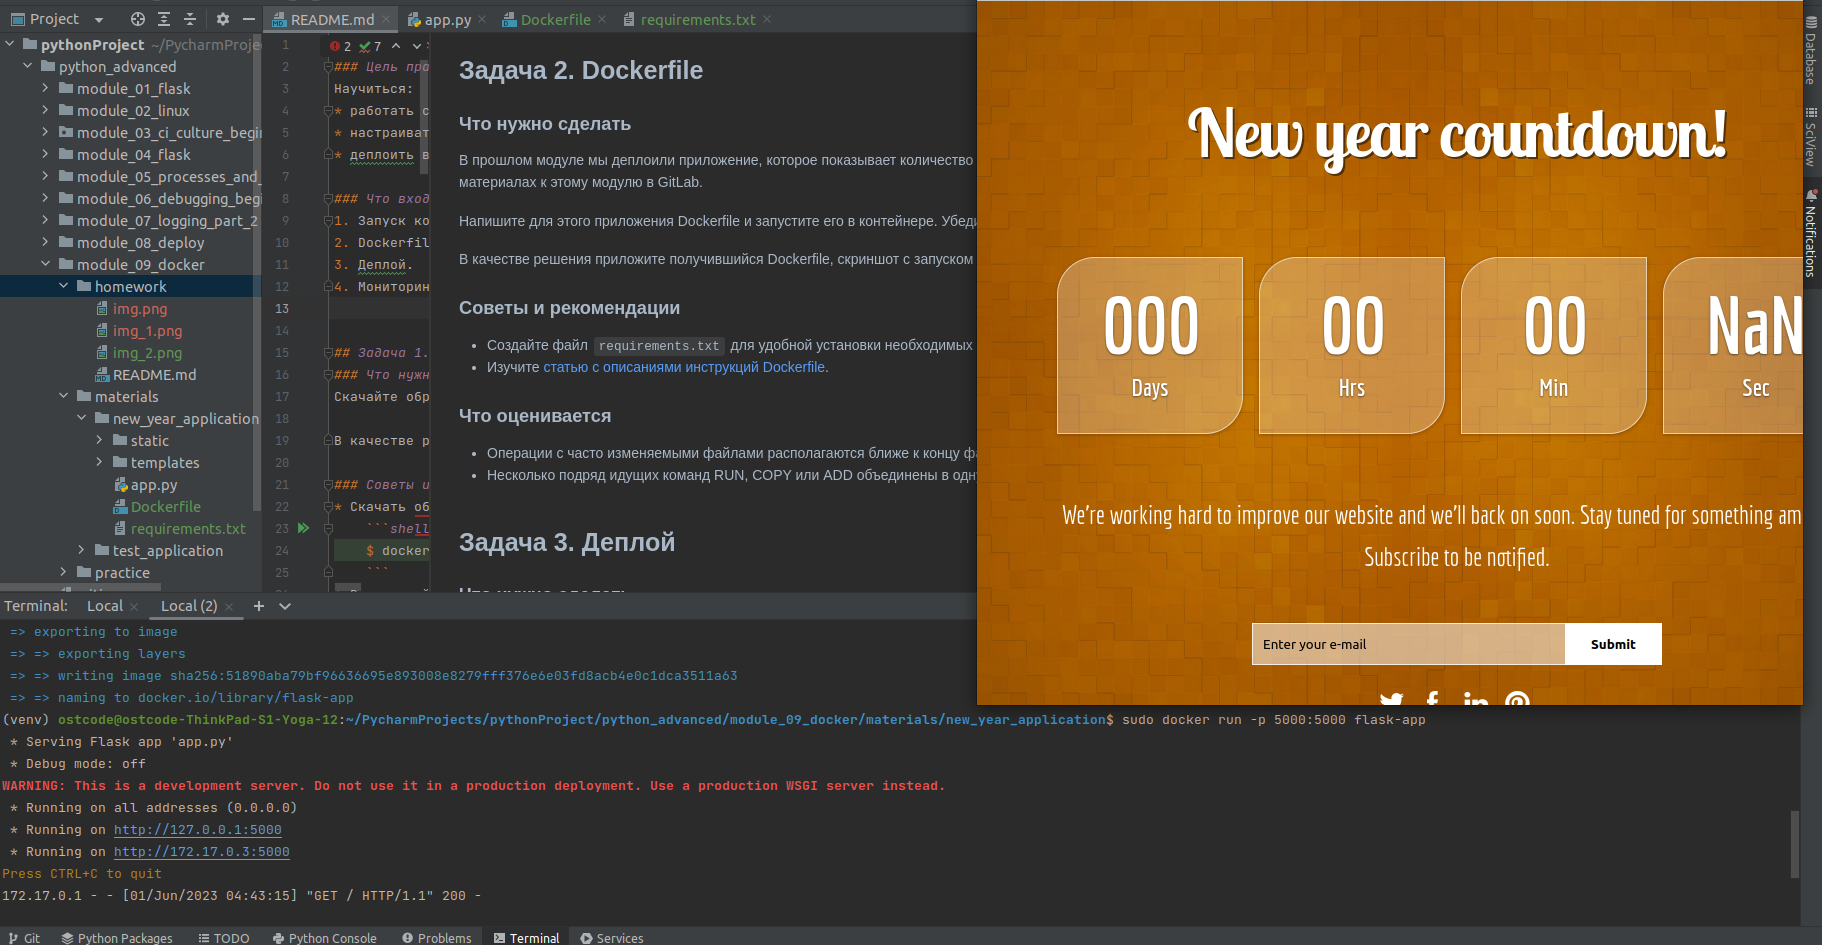 Project
README.md
app.py
Dockerfile
requirements.txt
pythonProject ~/PycharmProje
python_advanced
module_01_flask
module_02_linux
module_03_ci_culture_begin
module_04_flask
module_05_processes_and_
module_06_debugging_begi
module_07_logging_part_2
module_08_deploy
module_09_docker
homework
img.png
img_1.png
img_2.png
README.md
materials
new_year_application
static
templates
app.py
Dockerfile
requirements.txt
test_application
practice
2 7
1
2 ### Цель пра
3 Научиться:
4 * работать с
5 * настраиват
6 * деплоить в
7
8 ### Что вход
9 1. Запуск ко
10 2. Dockerfil
11 3. Деплой.
12 4. Мониторин
13
14
15 ## Задача 1.
16 ### Что нужн
17 Скачайте обр
18
19 В качестве р
20
21 ### Советы и
22 * Скачать об
23 ```shell
24 $ docker
25 ```
Задача 2. Dockerfile
Что нужно сделать
В прошлом модуле мы деплоили приложение, которое показывает количество
материалах к этому модулю в GitLab.
Напишите для этого приложения Dockerfile и запустите его в контейнере. Убеди
В качестве решения приложите получившийся Dockerfile, скриншот с запуском
Советы и рекомендации
• Создайте файл requirements.txt для удобной установки необходимых
• Изучите статью с описаниями инструкций Dockerfile.
Что оценивается
• Операции с часто изменяемыми файлами располагаются ближе к концу фа
• Несколько подряд идущих команд RUN, COPY или ADD объединены в одн
Задача 3. Деплой
New year countdown!
000
Days
00
Hrs
00
Min
NaN
Sec
We're working hard to improve our website and we'll back on soon. Stay tuned for something am
Subscribe to be notified.
Enter your e-mail
Submit
Database
SciView
Notifications
Terminal: Local Local (2)
=> exporting to image
=> => exporting layers
=> => writing image sha256:51890aba79bf96636695e893008e8279fff376e6e03fd8acb4e0c1dca3511a63
=> => naming to docker.io/library/flask-app
(venv) ostcode@ostcode-ThinkPad-S1-Yoga-12:~/PycharmProjects/pythonProject/python_advanced/module_09_docker/materials/new_year_application$ sudo docker run -p 5000:5000 flask-app
* Serving Flask app 'app.py'
* Debug mode: off
WARNING: This is a development server. Do not use it in a production deployment. Use a production WSGI server instead.
* Running on all addresses (0.0.0.0)
* Running on http://127.0.0.1:5000
* Running on http://172.17.0.3:5000
Press CTRL+C to quit
172.17.0.1 - - [01/Jun/2023 04:43:15] "GET / HTTP/1.1" 200 -
Git
Python Packages
TODO
Python Console
Problems
Terminal
Services